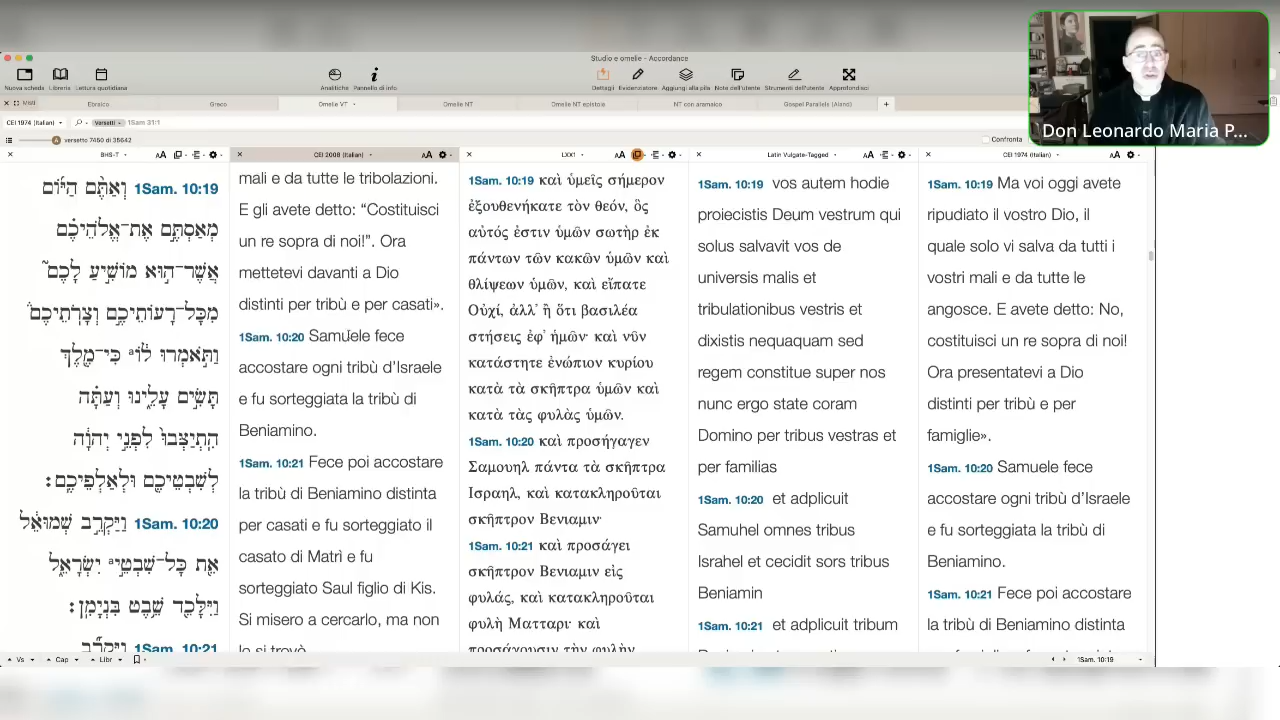 Studio e omelie – Accordance
Nuova scheda Libreria Lettura quotidiana Analitiche Pannello di info Dettagli Evidenziatore Aggiungi alla pila Note dell'utente Strumenti dell'utente Approfondisci
Ebraico Greco Omelie VT Omelie NT Omelie NT epistole NT con aramaico Gospel Parallels (Aland)
CEI 1974 (Italian) Versetti 1Sam 31:1
versetto 7450 di 35642 Confronta
Don Leonardo Maria P...
BHS-T
1Sam. 10:19 וְאַתֶּ֨ם הַיּ֜וֹם
מְאַסְתֶּ֣ם אֶת־אֱלֹהֵיכֶ֗ם
אֲשֶׁר־ה֣וּא מוֹשִׁ֣יעַ לָכֶם֮
מִכָּל־רָעוֹתֵיכֶ֣ם וְצָרֹֽתֵיכֶם֒
וַתֹּ֣אמְרוּ ל֔וֹa כִּי־מֶ֖לֶךְ
תָּשִׂ֣ים עָלֵ֑ינוּ וְעַתָּ֗ה
הִֽתְיַצְּבוּ֙ לִפְנֵ֣י יְהוָ֔ה
לְשִׁבְטֵיכֶ֖ם וּלְאַלְפֵיכֶֽם׃
1Sam. 10:20 וַיַּקְרֵ֣ב שְׁמוּאֵ֔ל
אֵ֖ת כָּל־שִׁבְטֵ֣יa יִשְׂרָאֵ֑ל
וַיִּלָּכֵ֖ד שֵׁ֥בֶט בִּנְיָמִֽן׃
1Sam. 10:21 וַיַּקְרֵ֞ב
CEI 2008 (Italian)
mali e da tutte le tribolazioni.
E gli avete detto: “Costituisci
un re sopra di noi!”. Ora
mettetevi davanti a Dio
distinti per tribù e per casati».
1Sam. 10:20 Samuele fece
accostare ogni tribù d’Israele
e fu sorteggiata la tribù di
Beniamino.
1Sam. 10:21 Fece poi accostare
la tribù di Beniamino distinta
per casati e fu sorteggiato il
casato di Matrì e fu
sorteggiato Saul figlio di Kis.
Si misero a cercarlo, ma non
lo si trovò
LXX1
1Sam. 10:19 καὶ ὑμεῖς σήμερον
ἐξουθενήκατε τὸν θεόν, ὃς
αὐτός ἐστιν ὑμῶν σωτὴρ ἐκ
πάντων τῶν κακῶν ὑμῶν καὶ
θλίψεων ὑμῶν, καὶ εἴπατε
Οὐχί, ἀλλ’ ἢ ὅτι βασιλέα
στήσεις ἐφ’ ἡμῶν· καὶ νῦν
κατάστητε ἐνώπιον κυρίου
κατὰ τὰ σκῆπτρα ὑμῶν καὶ
κατὰ τὰς φυλὰς ὑμῶν.
1Sam. 10:20 καὶ προσήγαγεν
Σαμουηλ πάντα τὰ σκῆπτρα
Ισραηλ, καὶ κατακληροῦται
σκῆπτρον Βενιαμιν·
1Sam. 10:21 καὶ προσάγει
σκῆπτρον Βενιαμιν εἰς
φυλάς, καὶ κατακληροῦται
φυλὴ Ματταρι· καὶ
προσάγουσιν τὴν φυλὴν
Latin Vulgate-Tagged
1Sam. 10:19 vos autem hodie
proiecistis Deum vestrum qui
solus salvavit vos de
universis malis et
tribulationibus vestris et
dixistis nequaquam sed
regem constitue super nos
nunc ergo state coram
Domino per tribus vestras et
per familias
1Sam. 10:20 et adplicuit
Samuhel omnes tribus
Israhel et cecidit sors tribus
Beniamin
1Sam. 10:21 et adplicuit tribum
CEI 1974 (Italian)
1Sam. 10:19 Ma voi oggi avete
ripudiato il vostro Dio, il
quale solo vi salva da tutti i
vostri mali e da tutte le
angosce. E avete detto: No,
costituisci un re sopra di noi!
Ora presentatevi a Dio
distinti per tribù e per
famiglie».
1Sam. 10:20 Samuele fece
accostare ogni tribù d’Israele
e fu sorteggiata la tribù di
Beniamino.
1Sam. 10:21 Fece poi accostare
la tribù di Beniamino distinta
Vs Cap Libr 1Sam. 10:19